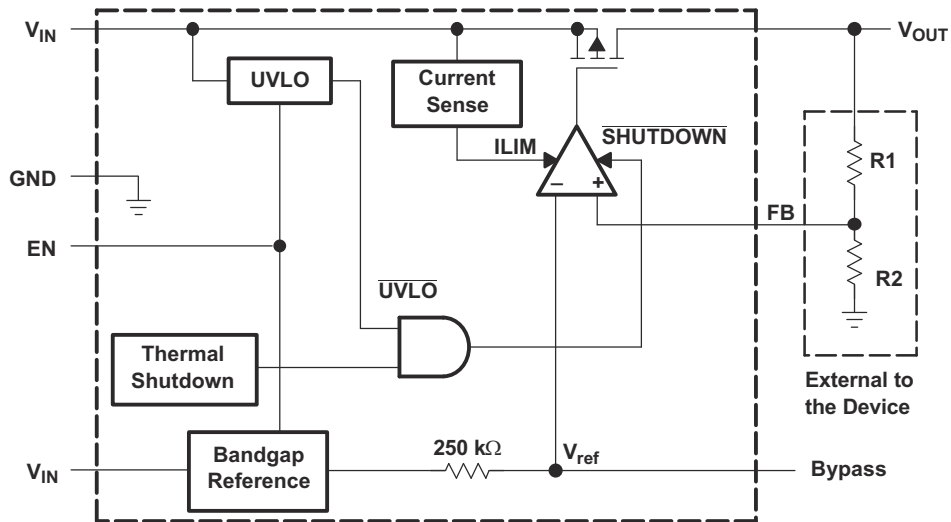 V_IN
V_OUT
UVLO
Current
Sense
SHUTDOWN
ILIM
R1
GND
− +
FB
EN
R2
UVLO
Thermal
Shutdown
External to
the Device
250 kΩ
V_ref
V_IN
Bandgap
Reference
Bypass